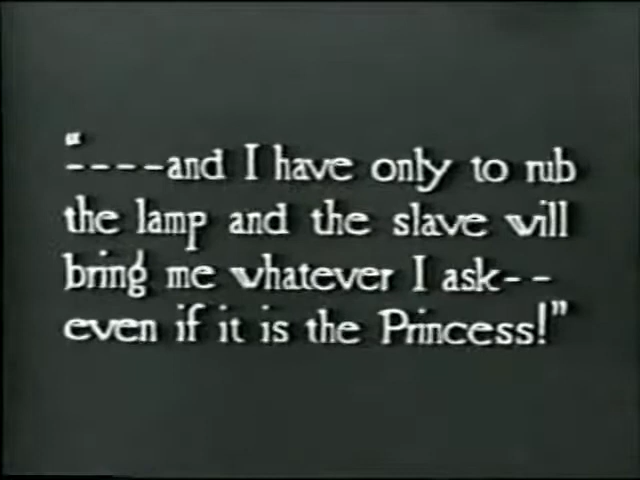 “----and I have only to rub
the lamp and the slave will
bring me whatever I ask--
even if it is the Princess!”